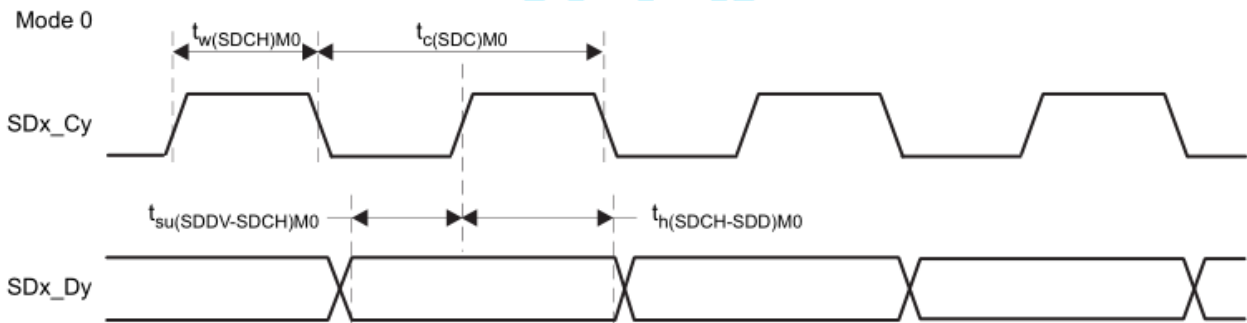 Mode 0
tw(SDCH)M0 tc(SDC)M0
SDx_Cy
tsu(SDDV-SDCH)M0 th(SDCH-SDD)M0
SDx_Dy